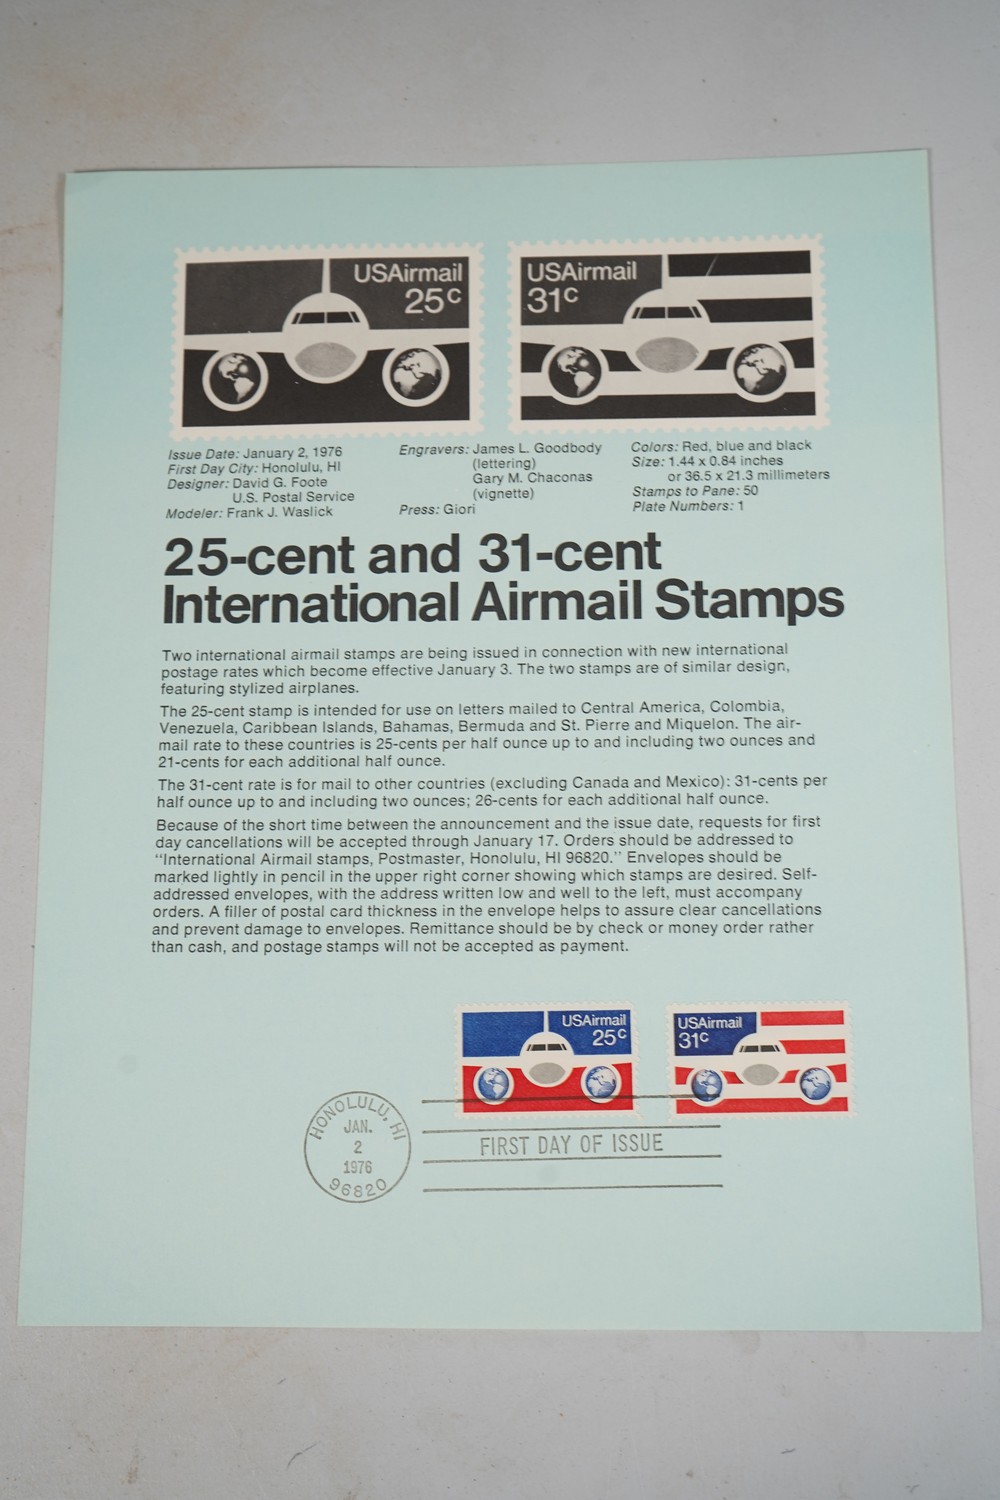 USAirmail
25c
USAirmail
31c
Issue Date: January 2, 1976
First Day City: Honolulu, HI
Designer: David G. Foote
U.S. Postal Service
Modeler: Frank J. Waslick
Engravers: James L. Goodbody
(lettering)
Gary M. Chaconas
(vignette)
Press: Giori
Colors: Red, blue and black
Size: 1.44 x 0.84 inches
or 36.5 x 21.3 millimeters
Stamps to Pane: 50
Plate Numbers: 1
25-cent and 31-cent
International Airmail Stamps
Two international airmail stamps are being issued in connection with new international
postage rates which become effective January 3. The two stamps are of similar design,
featuring stylized airplanes.
The 25-cent stamp is intended for use on letters mailed to Central America, Colombia,
Venezuela, Caribbean Islands, Bahamas, Bermuda and St. Pierre and Miquelon. The air-
mail rate to these countries is 25-cents per half ounce up to and including two ounces and
21-cents for each additional half ounce.
The 31-cent rate is for mail to other countries (excluding Canada and Mexico): 31-cents per
half ounce up to and including two ounces; 26-cents for each additional half ounce.
Because of the short time between the announcement and the issue date, requests for first
day cancellations will be accepted through January 17. Orders should be addressed to
"International Airmail stamps, Postmaster, Honolulu, HI 96820." Envelopes should be
marked lightly in pencil in the upper right corner showing which stamps are desired. Self-
addressed envelopes, with the address written low and well to the left, must accompany
orders. A filler of postal card thickness in the envelope helps to assure clear cancellations
and prevent damage to envelopes. Remittance should be by check or money order rather
than cash, and postage stamps will not be accepted as payment.
USAirmail
25c
USAirmail
31c
HONOLULU, HI
JAN.
2
1976
96820
FIRST DAY OF ISSUE